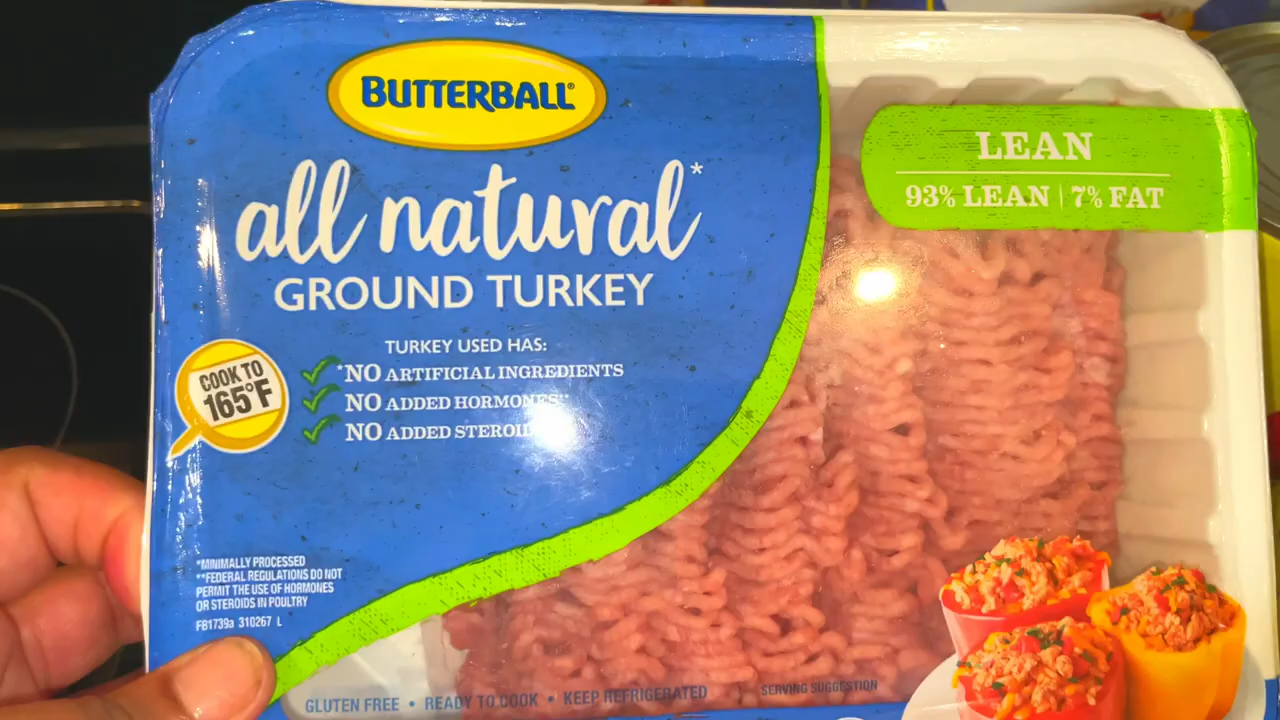 BUTTERBALL®
all natural*
GROUND TURKEY
TURKEY USED HAS:
*NO ARTIFICIAL INGREDIENTS
NO ADDED HORMONES**
NO ADDED
COOK TO
165°F
LEAN
93% LEAN | 7% FAT
*MINIMALLY PROCESSED
**FEDERAL REGULATIONS DO NOT
PERMIT THE USE OF HORMONES
OR STEROIDS IN POULTRY
FB1739a 310267 L
GLUTEN FREE • READY TO COOK • KEEP REFRIGERATED
SERVING SUGGESTION